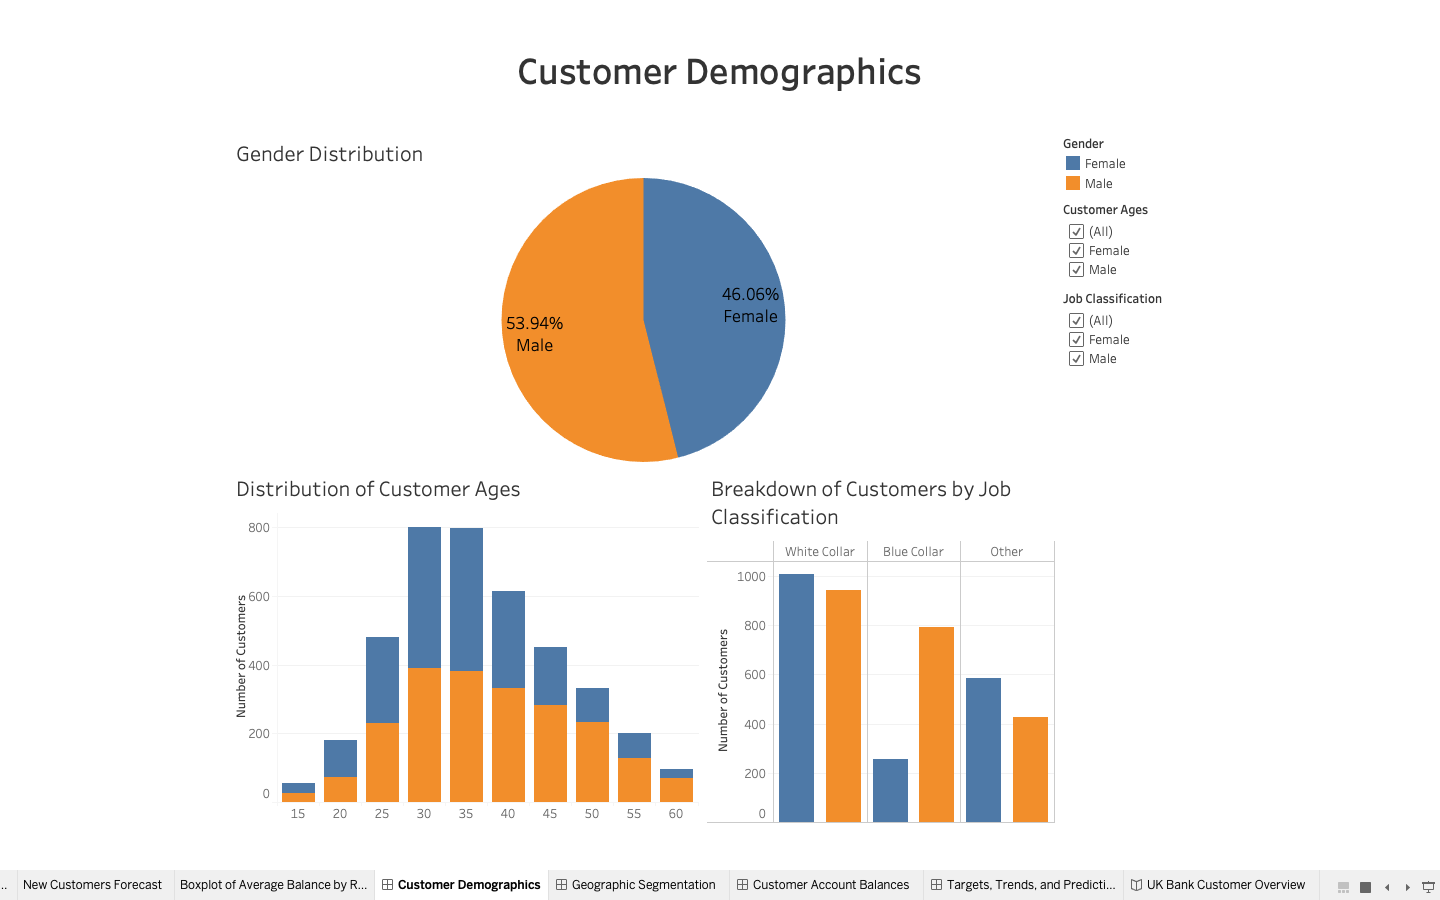 Customer Demographics
Gender Distribution
46.06%
Female
53.94%
Male
Gender
Female
Male
Customer Ages
(All)
Female
Male
Job Classification
(All)
Female
Male
Distribution of Customer Ages
Number of Customers
800
600
400
200
0
15 20 25 30 35 40 45 50 55 60
Breakdown of Customers by Job
Classification
White Collar Blue Collar Other
Number of Customers
1000
800
600
400
200
0
... New Customers Forecast Boxplot of Average Balance by R... Customer Demographics Geographic Segmentation Customer Account Balances Targets, Trends, and Predicti... UK Bank Customer Overview